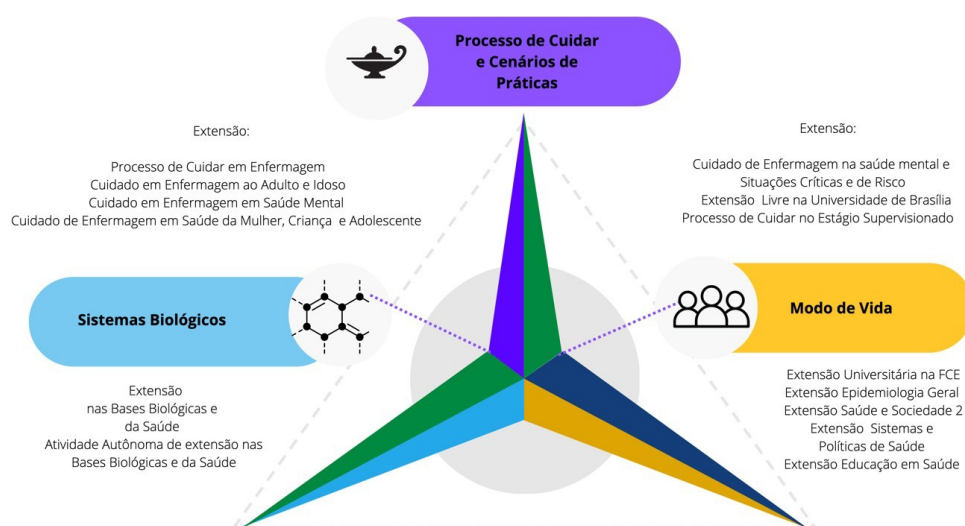 Processo de Cuidar
e Cenários de
Práticas
Extensão:
Processo de Cuidar em Enfermagem
Cuidado em Enfermagem ao Adulto e Idoso
Cuidado em Enfermagem em Saúde Mental
Cuidado de Enfermagem em Saúde da Mulher, Criança e Adolescente
Extensão:
Cuidado de Enfermagem na saúde mental e
Situações Críticas e de Risco
Extensão Livre na Universidade de Brasília
Processo de Cuidar no Estágio Supervisionado
Sistemas Biológicos
Modo de Vida
Extensão
nas Bases Biológicas e
da Saúde
Atividade Autônoma de extensão nas
Bases Biológicas e da Saúde
Extensão Universitária na FCE
Extensão Epidemiologia Geral
Extensão Saúde e Sociedade 2
Extensão Sistemas e
Políticas de Saúde
Extensão Educação em Saúde